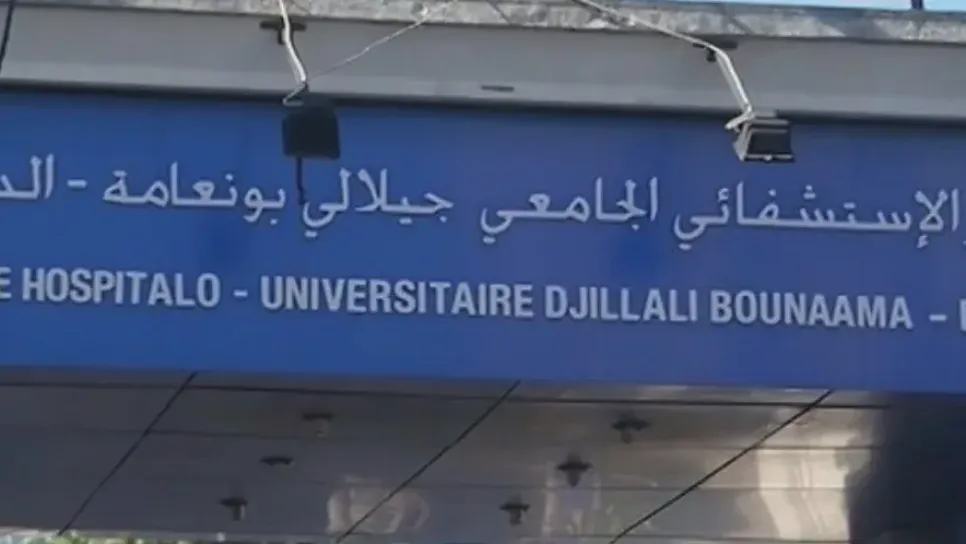 الإستشفائي الجامعي جيلالي بونعامة -
E HOSPITALO - UNIVERSITAIRE DJILLALI BOUNAAMA -